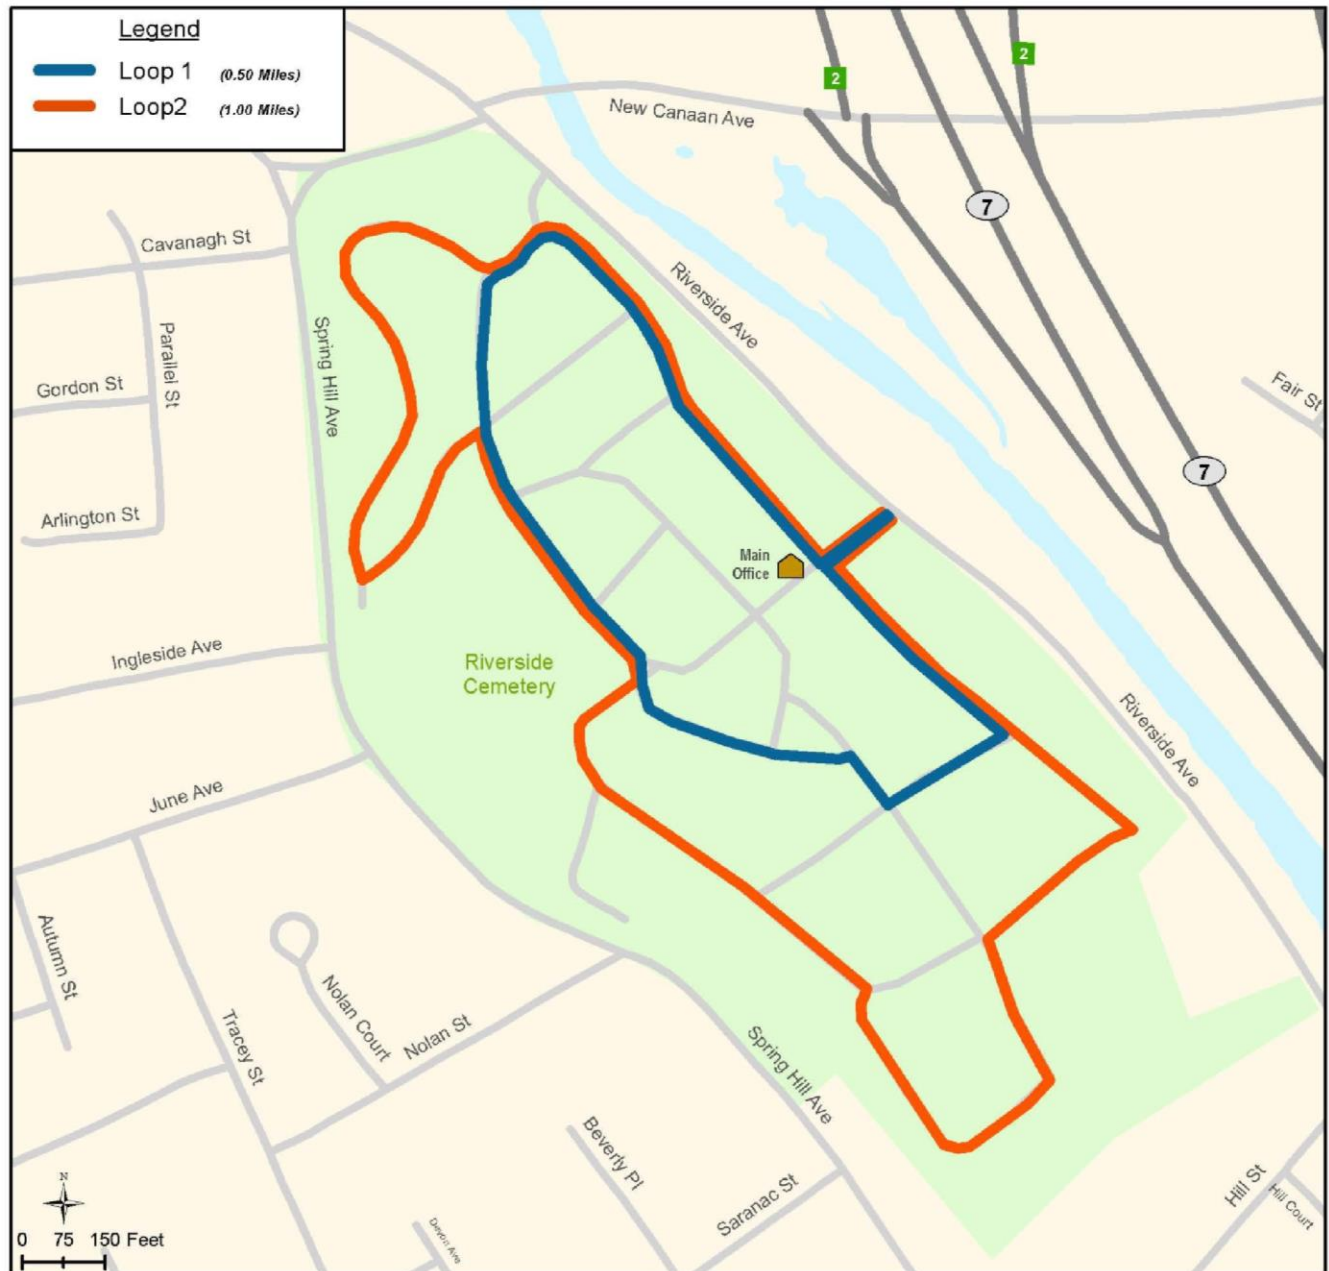 Legend
Loop 1 (0.50 Miles)
Loop2 (1.00 Miles)
2
2
New Canaan Ave
7
Cavanagh St
Riverside Ave
Parallel St
Spring Hill Ave
Gordon St
Fair St
7
Arlington St
Main
Office
Ingleside Ave
Riverside
Cemetery
Riverside Ave
June Ave
Autumn St
Nolan Court
Tracey St
Nolan St
Spring Hill Ave
Beverly Pl
Saranac St
Hill St
Hill Court
Devon Ave
N
0 75 150 Feet